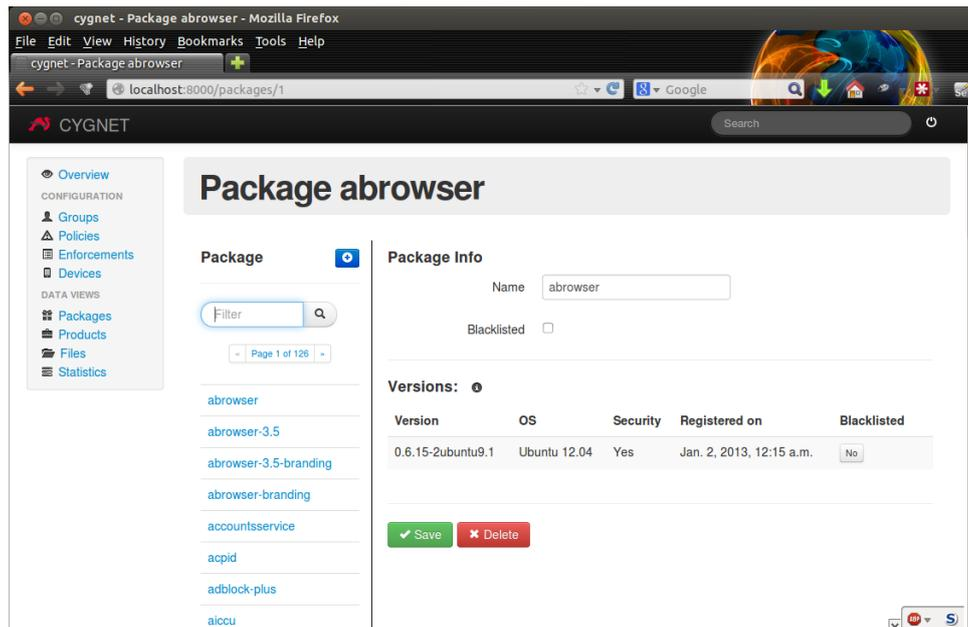 cygnet - Package abrowser - Mozilla Firefox
File Edit View History Bookmarks Tools Help
cygnet - Package abrowser
localhost:8000/packages/1
Google
CYGNET
Search
Overview
CONFIGURATION
Groups
Policies
Enforcements
Devices
DATA VIEWS
Packages
Products
Files
Statistics
Package abrowser
Package
Filter
« Page 1 of 126 »
abrowser
abrowser-3.5
abrowser-3.5-branding
abrowser-branding
accountsservice
acpid
adblock-plus
aiccu
Package Info
Name abrowser
Blacklisted
Versions:
Version OS Security Registered on Blacklisted
0.6.15-2ubuntu9.1 Ubuntu 12.04 Yes Jan. 2, 2013, 12:15 a.m. No
Save Delete
ABP